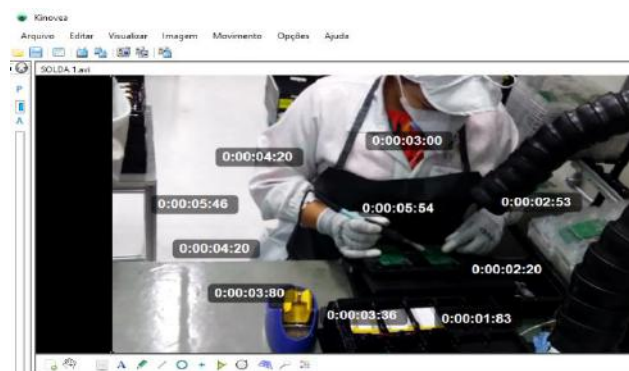 Kinovea
Arquivo Editar Visualizar Imagem Movimento Opções Ajuda
SOLDA 1.avi
P
A
0:00:03:00
0:00:04:20
0:00:05:46
0:00:05:54
0:00:02:53
0:00:04:20
0:00:02:20
0:00:03:80
0:00:03:36
0:00:01:83
A